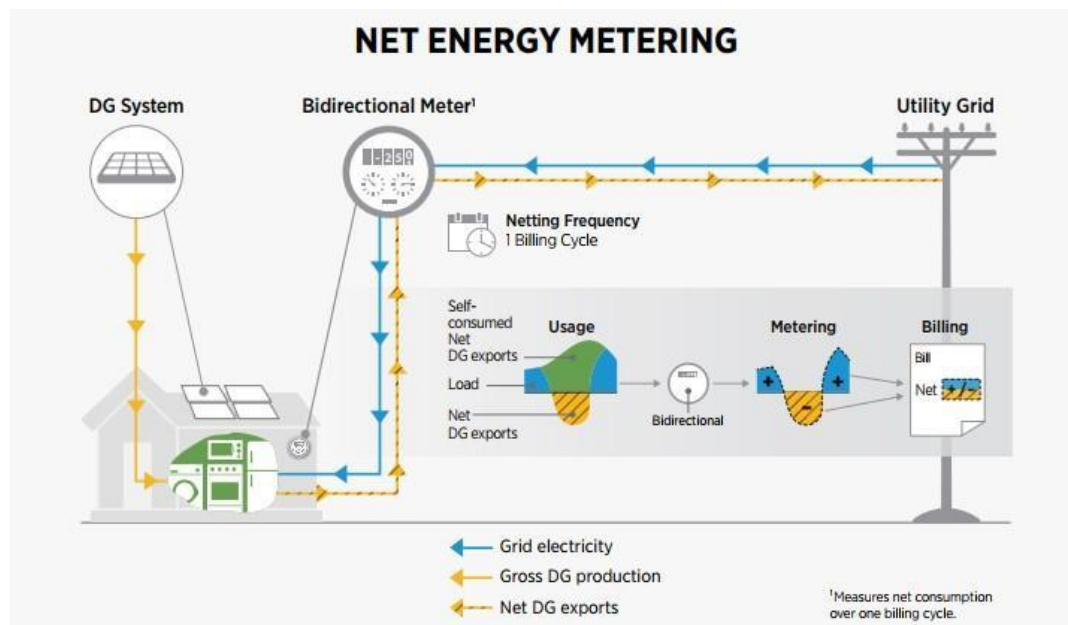 NET ENERGY METERING
DG System
Bidirectional Meter¹
Utility Grid
-250
Netting Frequency
1 Billing Cycle
Self-
consumed
Net
DG exports
Usage
Metering
Billing
Load
Net
DG exports
Bidirectional
+
-
+
Bill
Net +/-
Grid electricity
Gross DG production
Net DG exports
¹Measures net consumption
over one billing cycle.